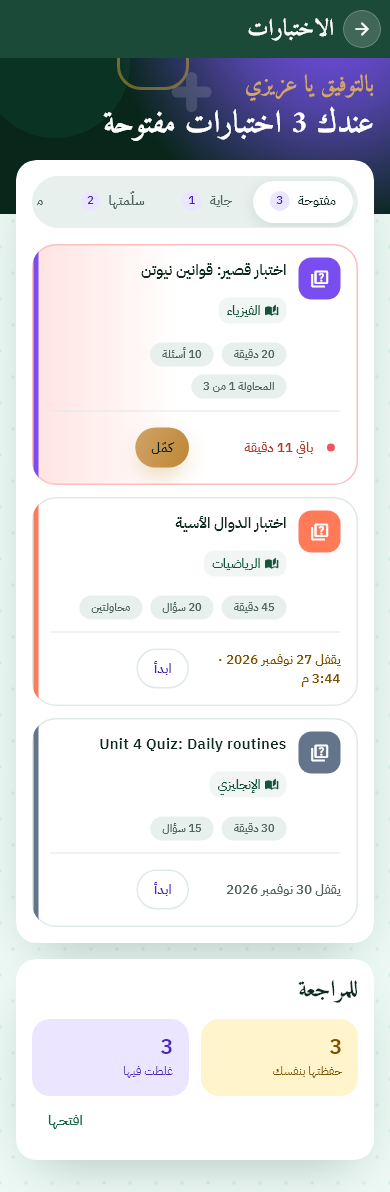 الاختبارات
بالتوفيق يا عزيزي
عندك 3 اختبارات مفتوحة
مفتوحة 3 جاية 1 سلّمتها 2 م
اختبار قصير: قوانين نيوتن
الفيزياء
20 دقيقة 10 أسئلة
المحاولة 1 من 3
باقي 11 دقيقة كمّل
اختبار الدوال الأسية
الرياضيات
45 دقيقة 20 سؤال محاولتين
يقفل 27 نوفمبر 2026 ·
3:44 م
ابدأ
Unit 4 Quiz: Daily routines
الإنجليزي
30 دقيقة 15 سؤال
يقفل 30 نوفمبر 2026 ابدأ
للمراجعة
3 3
حفظتها بنفسك غلطت فيها
افتحها